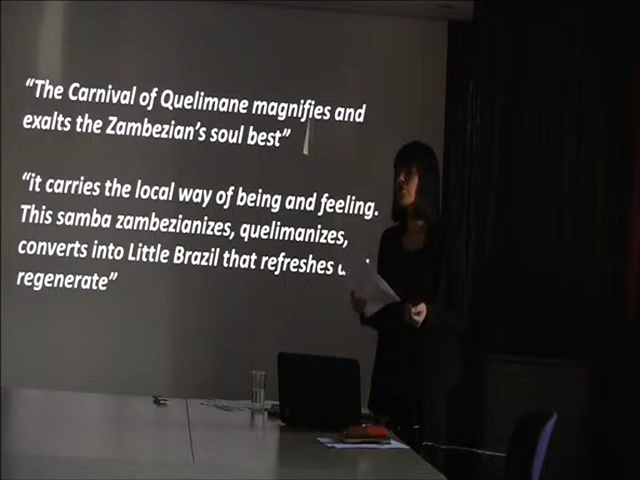 “The Carnival of Quelimane magnifies and
exalts the Zambezian’s soul best”
“it carries the local way of being and feeling.
This samba zambezianizes, quelimanizes,
converts into Little Brazil that refreshes
regenerate”